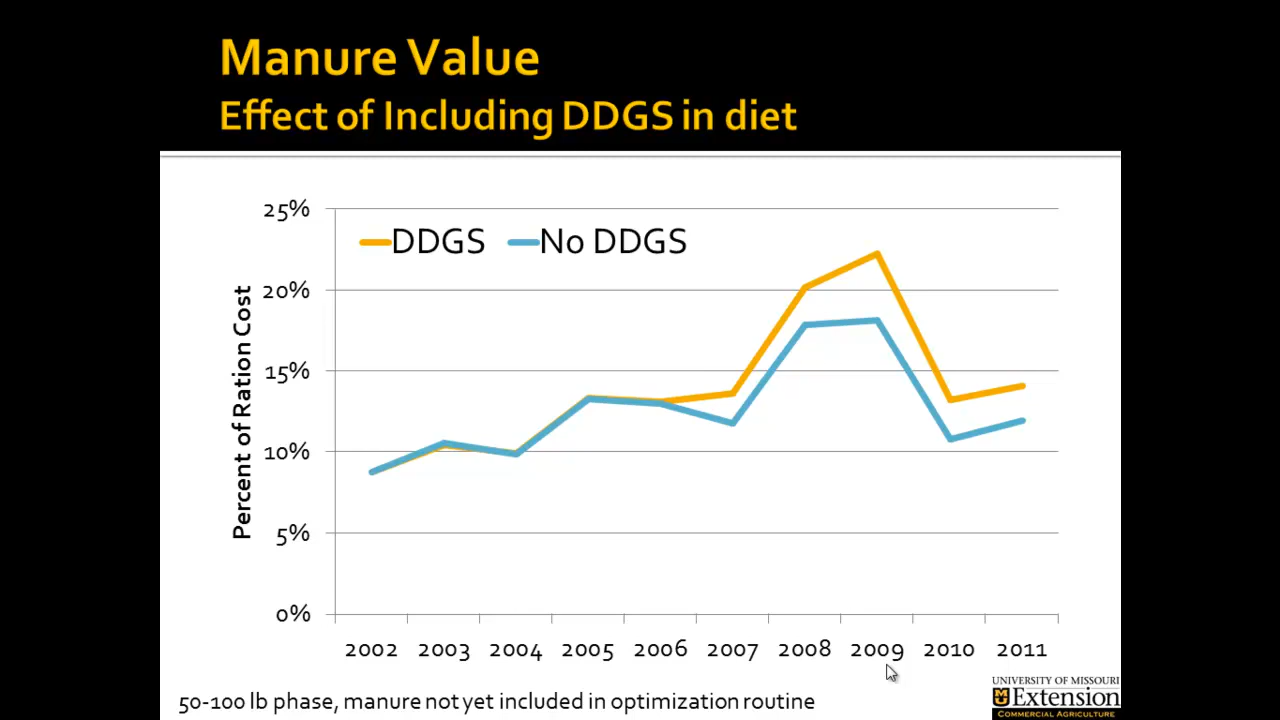 Manure Value
Effect of Including DDGS in diet
25%
DDGS No DDGS
20%
15%
10%
5%
0%
Percent of Ration Cost
2002 2003 2004 2005 2006 2007 2008 2009 2010 2011
50-100 lb phase, manure not yet included in optimization routine
UNIVERSITY OF MISSOURI
Extension
COMMERCIAL AGRICULTURE